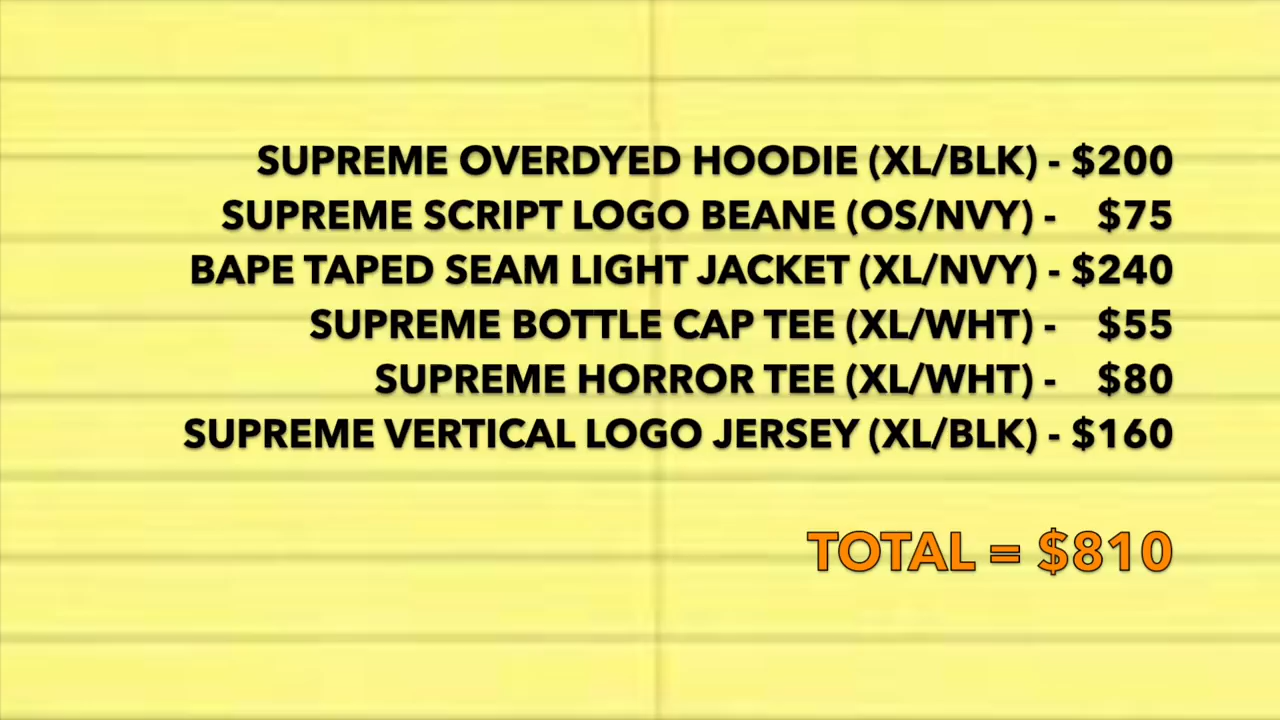 SUPREME OVERDYED HOODIE (XL/BLK) - $200
SUPREME SCRIPT LOGO BEANE (OS/NVY) - $75
BAPE TAPED SEAM LIGHT JACKET (XL/NVY) - $240
SUPREME BOTTLE CAP TEE (XL/WHT) - $55
SUPREME HORROR TEE (XL/WHT) - $80
SUPREME VERTICAL LOGO JERSEY (XL/BLK) - $160
TOTAL = $810